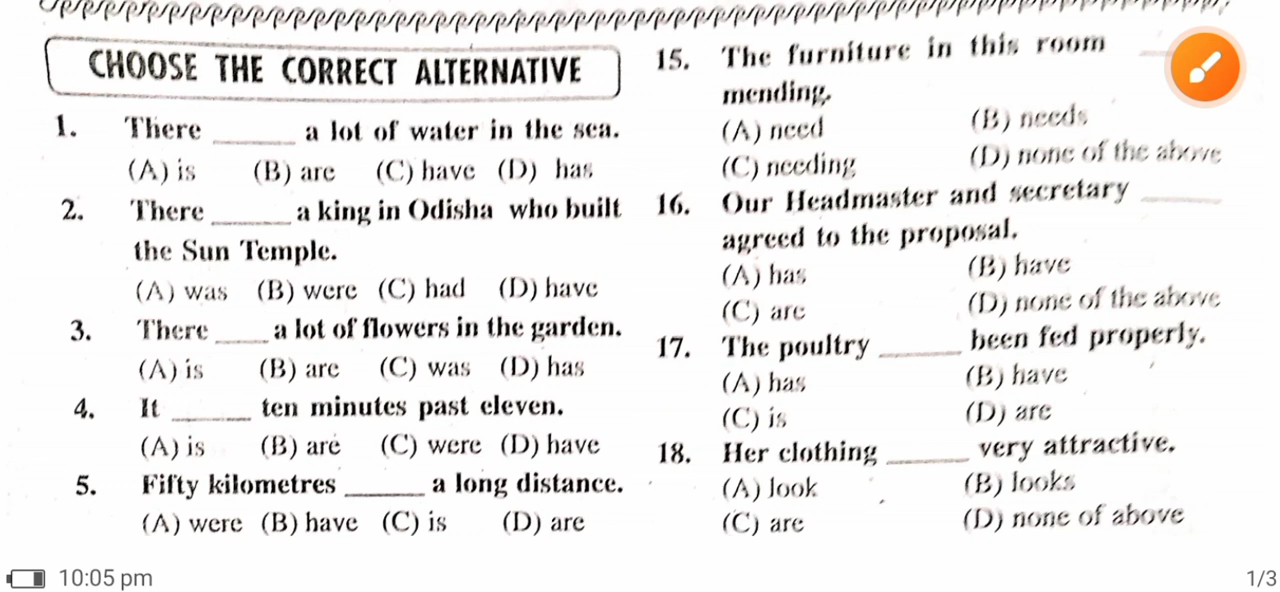 CHOOSE THE CORRECT ALTERNATIVE
1. There ______ a lot of water in the sea.
(A) is (B) are (C) have (D) has
2. There ______ a king in Odisha who built
the Sun Temple.
(A) was (B) were (C) had (D) have
3. There ____ a lot of flowers in the garden.
(A) is (B) are (C) was (D) has
4. It ______ ten minutes past eleven.
(A) is (B) are (C) were (D) have
5. Fifty kilometres ______ a long distance.
(A) were (B) have (C) is (D) are
15. The furniture in this room ____
mending.
(A) need (B) needs
(C) needing (D) none of the above
16. Our Headmaster and secretary ______
agreed to the proposal.
(A) has (B) have
(C) are (D) none of the above
17. The poultry ______ been fed properly.
(A) has (B) have
(C) is (D) are
18. Her clothing ______ very attractive.
(A) look (B) looks
(C) are (D) none of above
10:05 pm
1/3